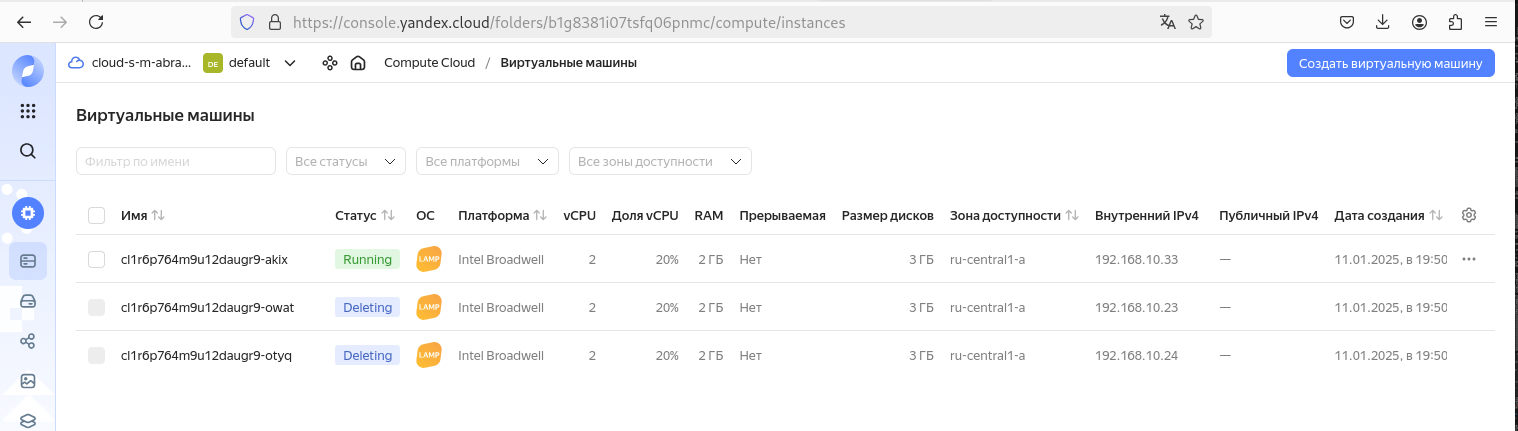 https://console.yandex.cloud/folders/b1g8381i07tsfq06pnmc/compute/instances
cloud-s-m-abra... DE default Compute Cloud / Виртуальные машины Создать виртуальную машину
Виртуальные машины
Фильтр по имени Все статусы Все платформы Все зоны доступности
Имя Статус ОС Платформа vCPU Доля vCPU RAM Прерываемая Размер дисков Зона доступности Внутренний IPv4 Публичный IPv4 Дата создания
cl1r6p764m9u12daugr9-akix Running LAMP Intel Broadwell 2 20% 2 ГБ Нет 3 ГБ ru-central1-a 192.168.10.33 — 11.01.2025, в 19:50
cl1r6p764m9u12daugr9-owat Deleting LAMP Intel Broadwell 2 20% 2 ГБ Нет 3 ГБ ru-central1-a 192.168.10.23 — 11.01.2025, в 19:50
cl1r6p764m9u12daugr9-otyq Deleting LAMP Intel Broadwell 2 20% 2 ГБ Нет 3 ГБ ru-central1-a 192.168.10.24 — 11.01.2025, в 19:50